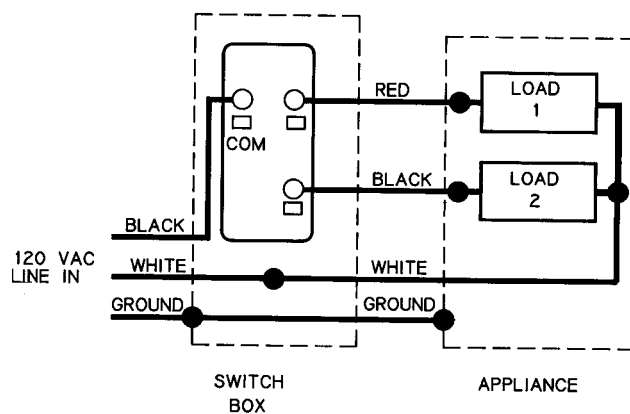 RED
LOAD
1
COM
BLACK
LOAD
2
BLACK
120 VAC
LINE IN
WHITE
WHITE
GROUND
GROUND
SWITCH
BOX
APPLIANCE